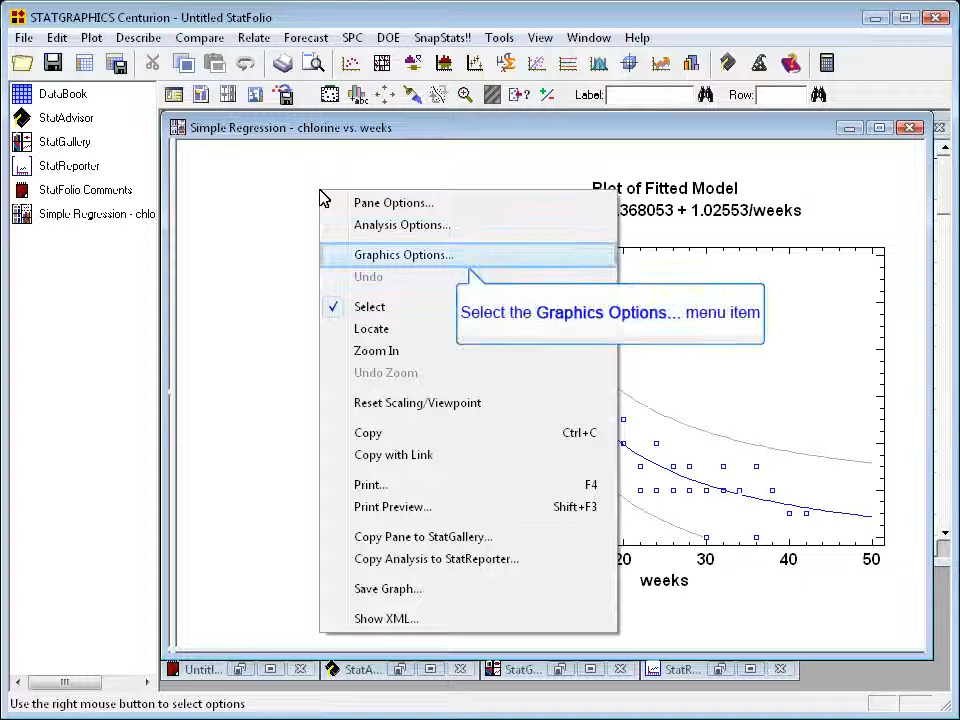 STATGRAPHICS Centurion - Untitled StatFolio
File Edit Plot Describe Compare Relate Forecast SPC DOE SnapStats!! Tools View Window Help
Label: Row:
DataBook
StatAdvisor
StatGallery
StatReporter
StatFolio Comments
Simple Regression - chlo
Simple Regression - chlorine vs. weeks
Plot of Fitted Model
.368053 + 1.02553/weeks
Pane Options...
Analysis Options...
Graphics Options...
Undo
Select
Locate
Zoom In
Undo Zoom
Reset Scaling/Viewpoint
Copy Ctrl+C
Copy with Link
Print... F4
Print Preview... Shift+F3
Copy Pane to StatGallery...
Copy Analysis to StatReporter...
Save Graph...
Show XML...
Select the Graphics Options... menu item
20 30 40 50
weeks
Untitl... StatA... StatG... StatR...
Use the right mouse button to select options